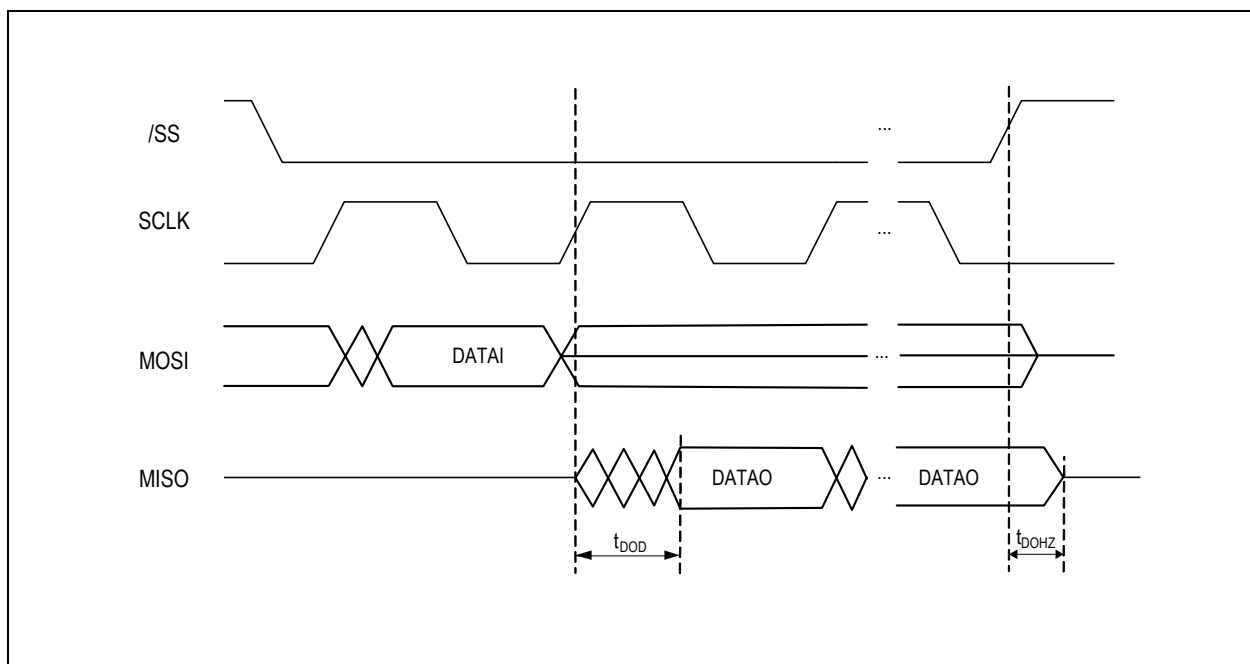 /SS
...
SCLK
...
MOSI
DATAI
...
MISO
DATAO
...
DATAO
tDOD
tDOHZ